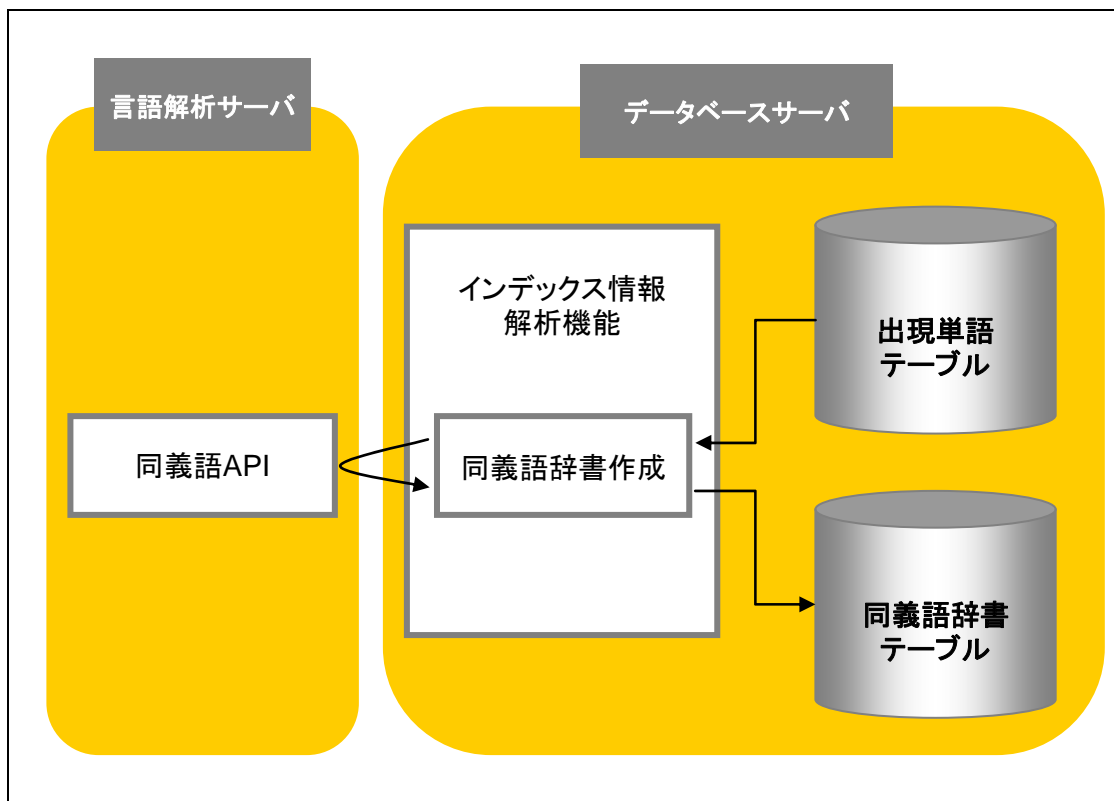 言語解析サーバ
データベースサーバ
インデックス情報
解析機能
出現単語
テーブル
同義語API
同義語辞書作成
同義語辞書
テーブル